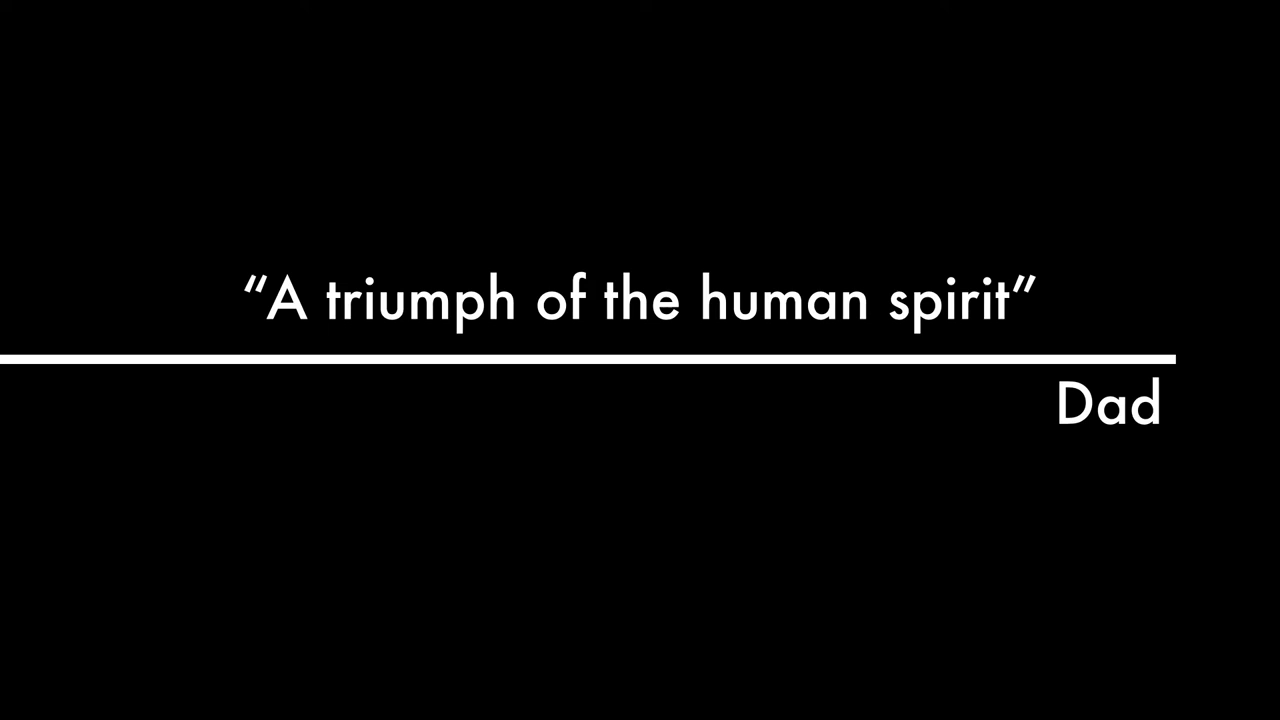 “A triumph of the human spirit”
Dad